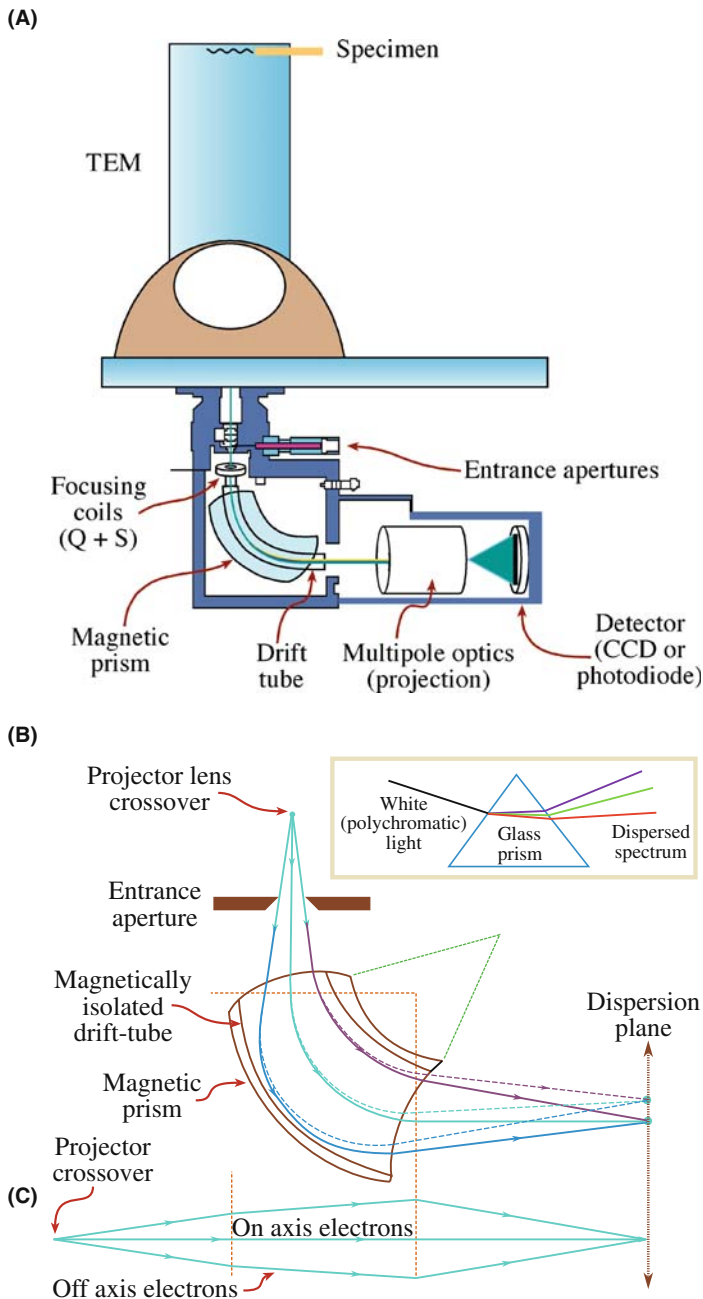 (A)
Specimen
TEM
Entrance apertures
Focusing
coils
(Q + S)
Magnetic
prism
Drift
tube
Multipole optics
(projection)
Detector
(CCD or
photodiode)
(B)
Projector lens
crossover
White
(polychromatic)
light
Glass
prism
Dispersed
spectrum
Entrance
aperture
Magnetically
isolated
drift-tube
Dispersion
plane
Magnetic
prism
Projector
crossover
(C)
On axis electrons
Off axis electrons